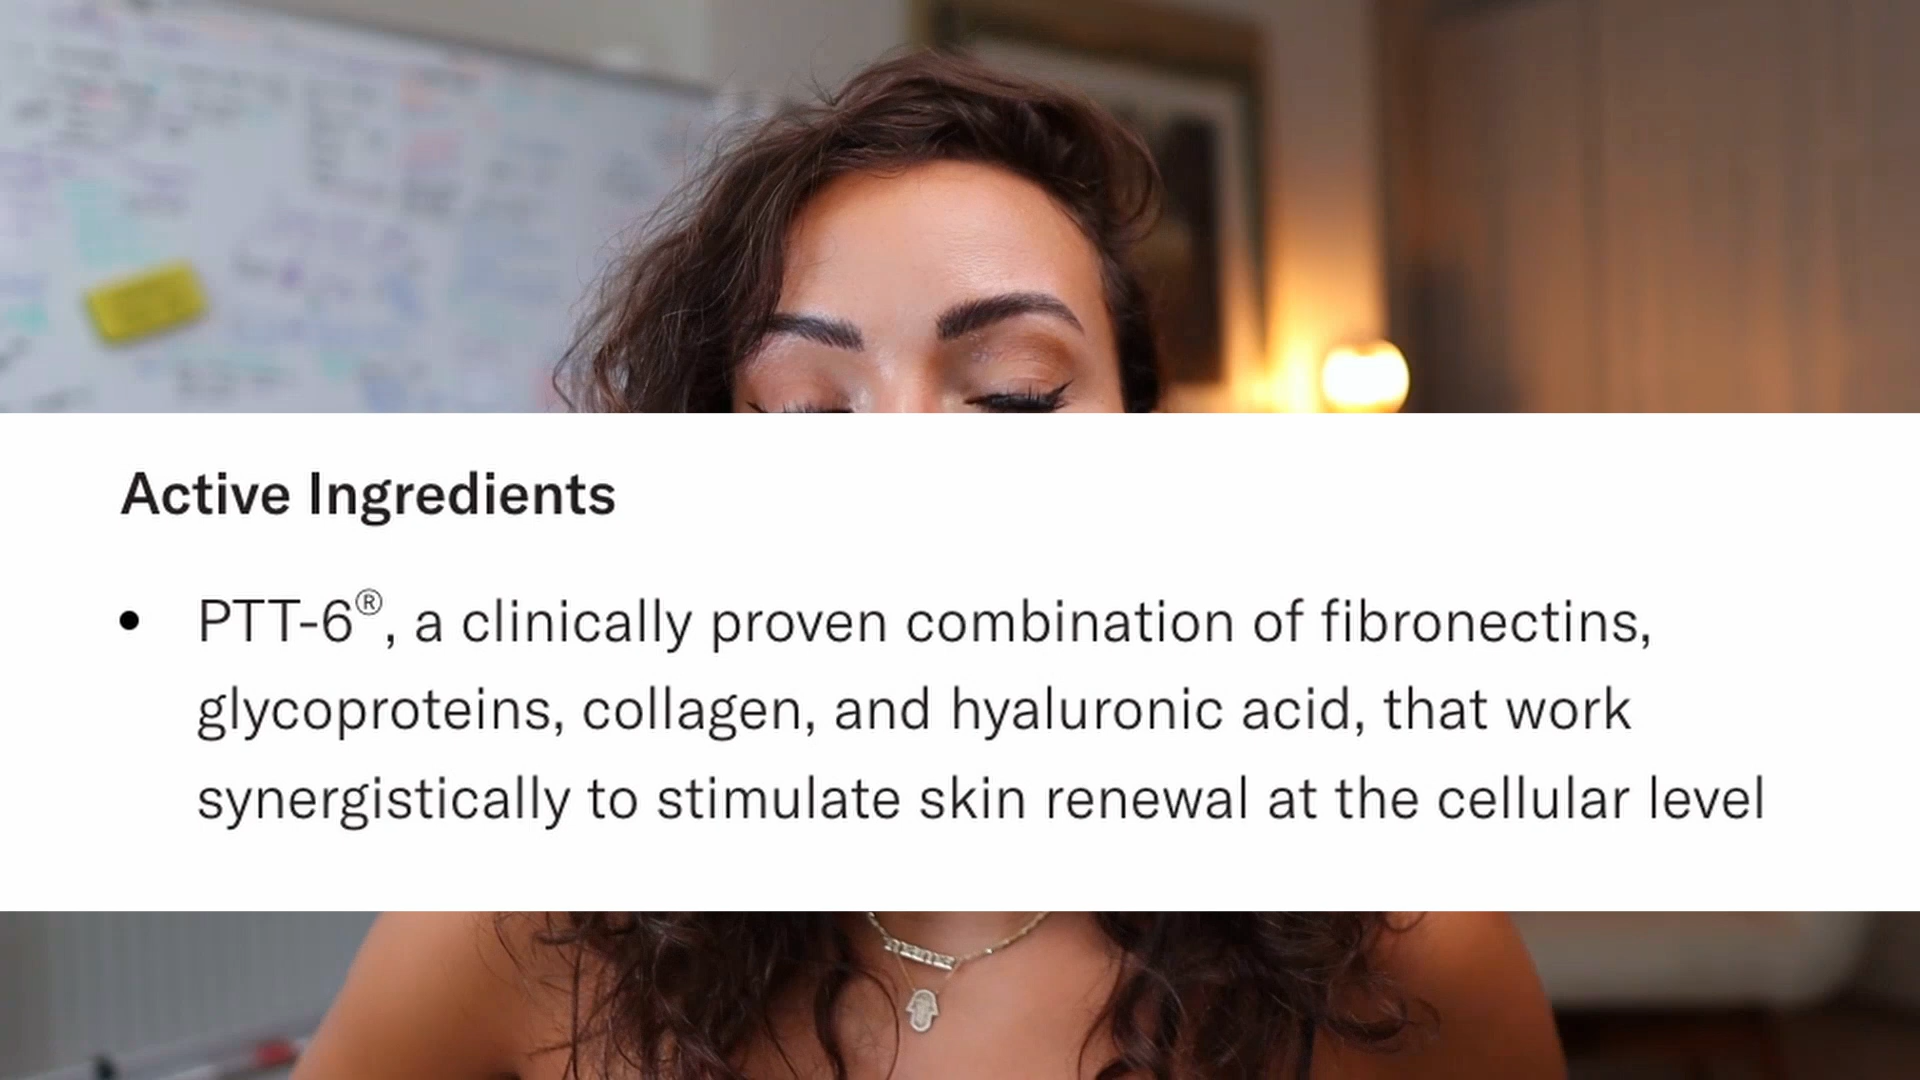 Active Ingredients
• PTT-6®, a clinically proven combination of fibronectins,
glycoproteins, collagen, and hyaluronic acid, that work
synergistically to stimulate skin renewal at the cellular level